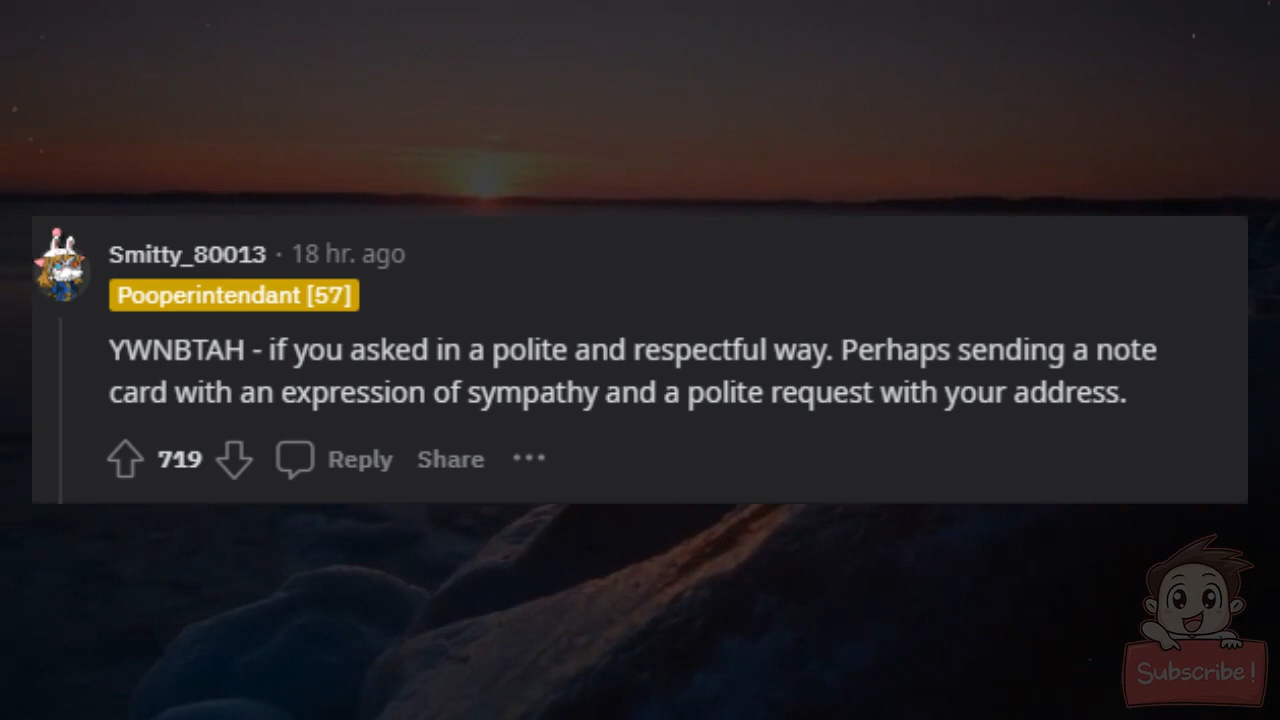 Smitty_80013 · 18 hr. ago
Pooperintendant [57]
YWNBTAH - if you asked in a polite and respectful way. Perhaps sending a note
card with an expression of sympathy and a polite request with your address.
719 Reply Share ···
Subscribe!